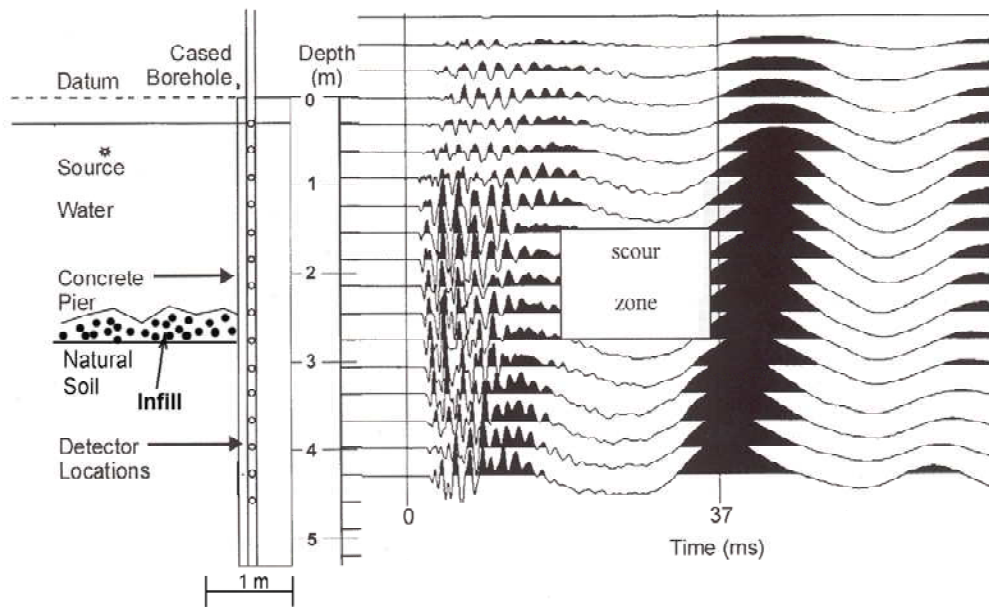 Cased
Borehole
Datum
Source
Water
Concrete
Pier
Natural
Soil
Infill
Detector
Locations
1 m
Depth
(m)
0
1
2
3
4
5
scour
zone
0
37
Time (ms)